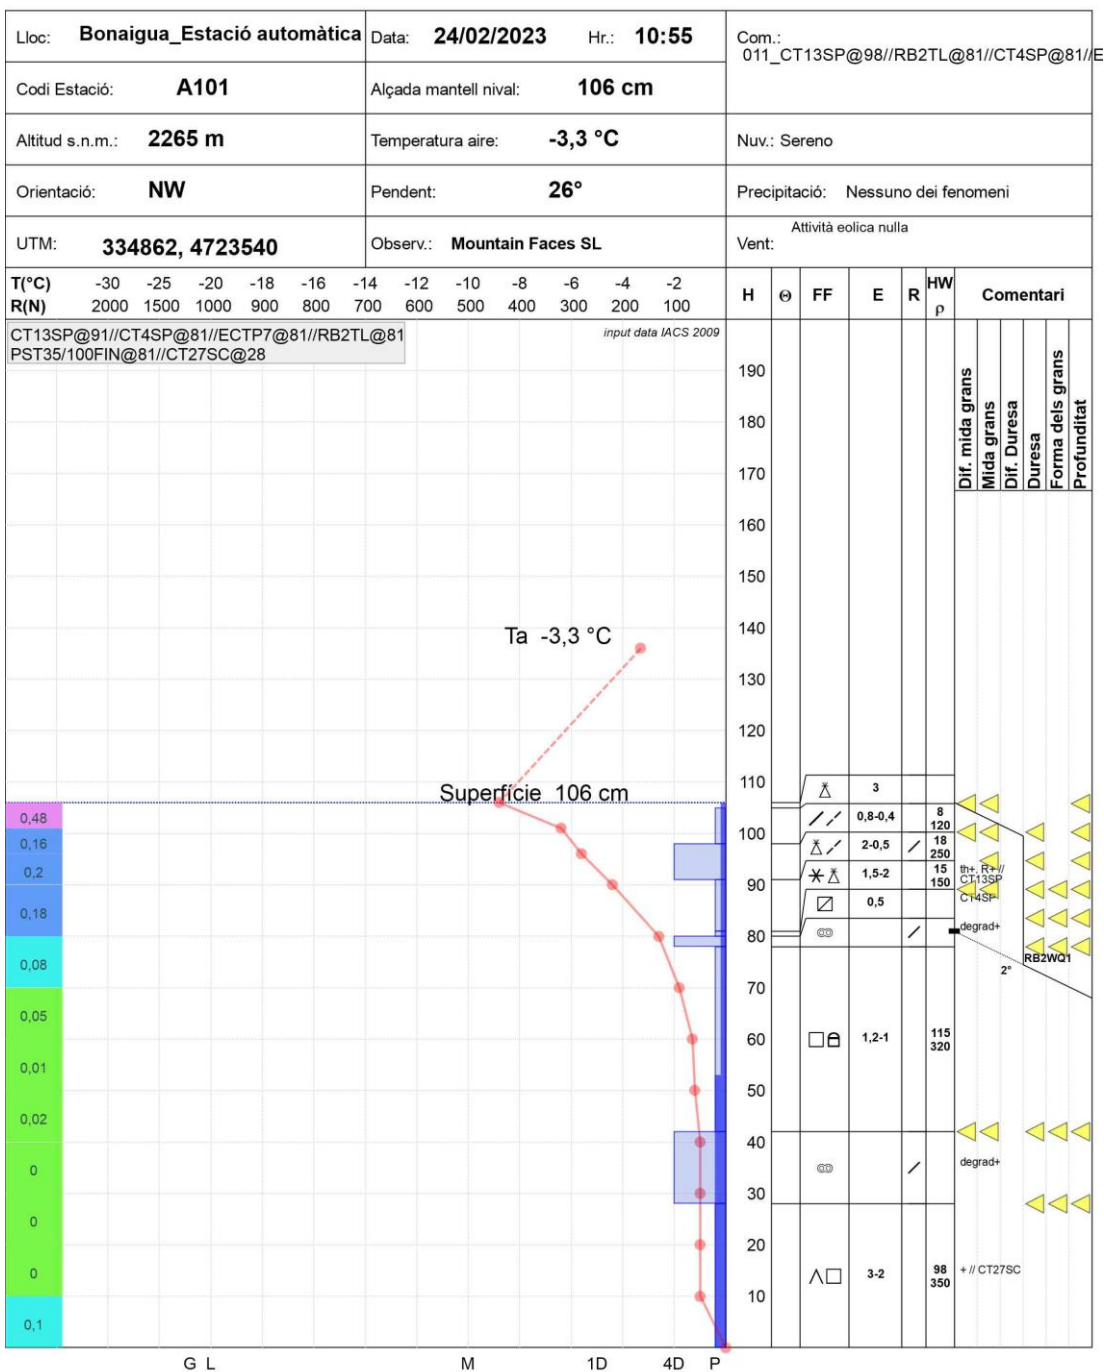 Lloc: Bonaigua_Estació automàtica Data: 24/02/2023 Hr.: 10:55 Com.:
011_CT13SP@98//RB2TL@81//CT4SP@81//E
Codi Estació: A101 Alçada mantell nival: 106 cm
Altitud s.n.m.: 2265 m Temperatura aire: -3,3 °C Nuv.: Sereno
Orientació: NW Pendent: 26° Precipitació: Nessuno dei fenomeni
UTM: 334862, 4723540 Observ.: Mountain Faces SL Vent: Attività eolica nulla
T(°C) -30 -25 -20 -18 -16 -14 -12 -10 -8 -6 -4 -2
R(N) 2000 1500 1000 900 800 700 600 500 400 300 200 100
H Θ FF E R HW ρ Comentari
CT13SP@91//CT4SP@81//ECTP7@81//RB2TL@81
PST35/100FIN@81//CT27SC@28
input data IACS 2009
Dif. mida grans
Mida grans
Dif. Duresa
Duresa
Forma dels grans
Profunditat
190
180
170
160
150
140
130
120
110
100
90
80
70
60
50
40
30
20
10
Ta -3,3 °C
Superfície 106 cm
0,48
0,16
0,2
0,18
0,08
0,05
0,01
0,02
0
0
0
0,1
3
0,8-0,4 8 120
2-0,5 18 250
1,5-2 15 150
th+, R+//
CT13SP
0,5
CT4SP
degrad+
RB2WQ1
2°
1,2-1 115 320
degrad+
3-2 98 350 + // CT27SC
G L M 1D 4D P